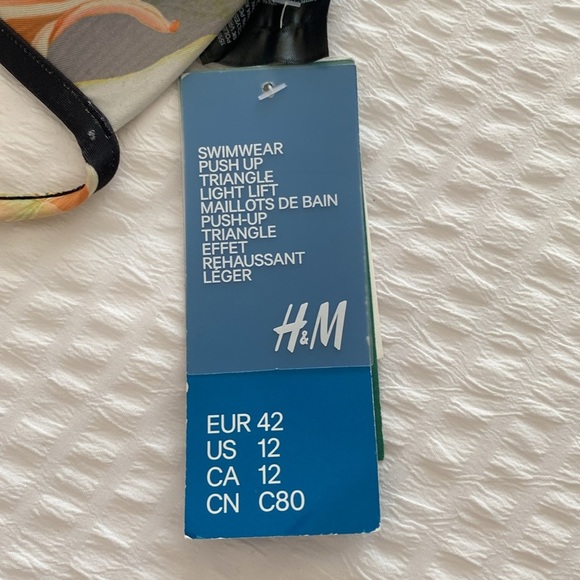 SWIMWEAR
PUSH UP
TRIANGLE
LIGHT LIFT
MAILLOTS DE BAIN
PUSH-UP
TRIANGLE
EFFET
REHAUSSANT
LÉGER
H&M
EUR 42
US 12
CA 12
CN C80